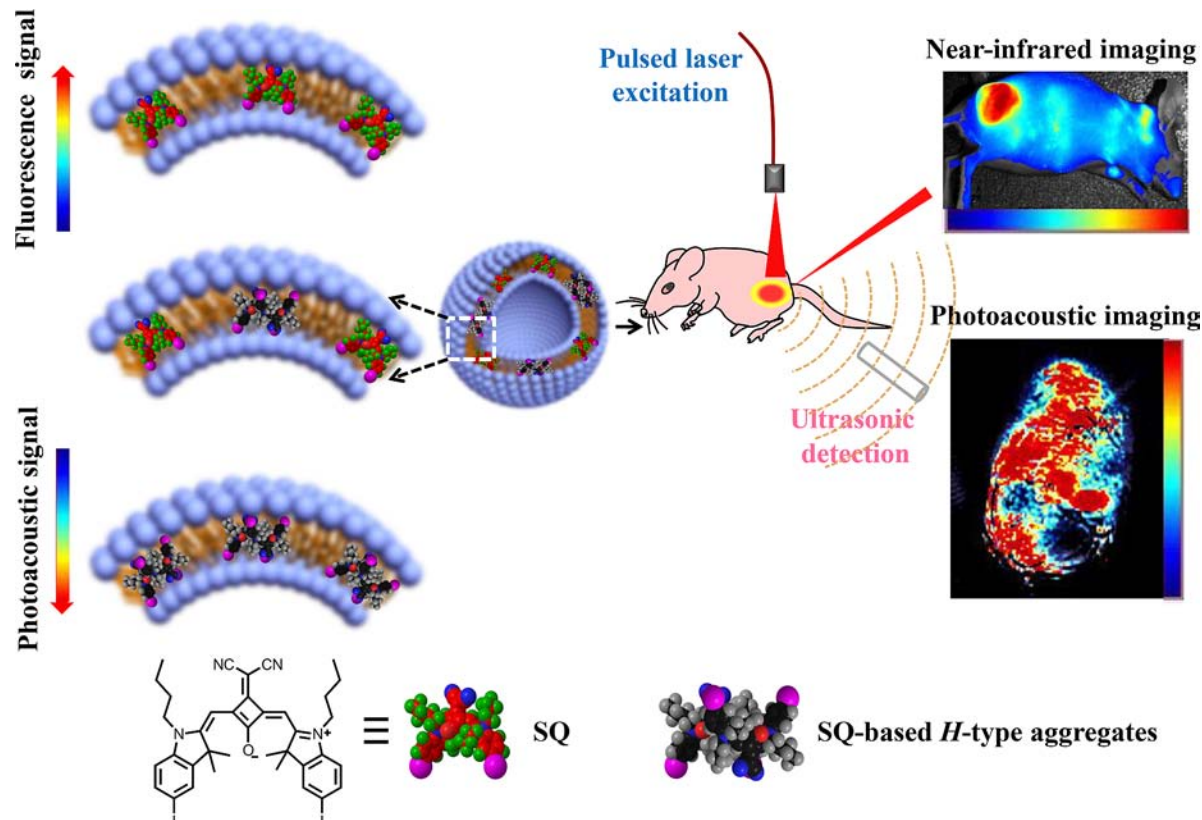 Fluorescence signal
Pulsed laser
excitation
Near-infrared imaging
Photoacoustic imaging
Ultrasonic
detection
Photoacoustic signal
NC
CN
N
O
-
N
+
I
I
≡
SQ
SQ-based H-type aggregates